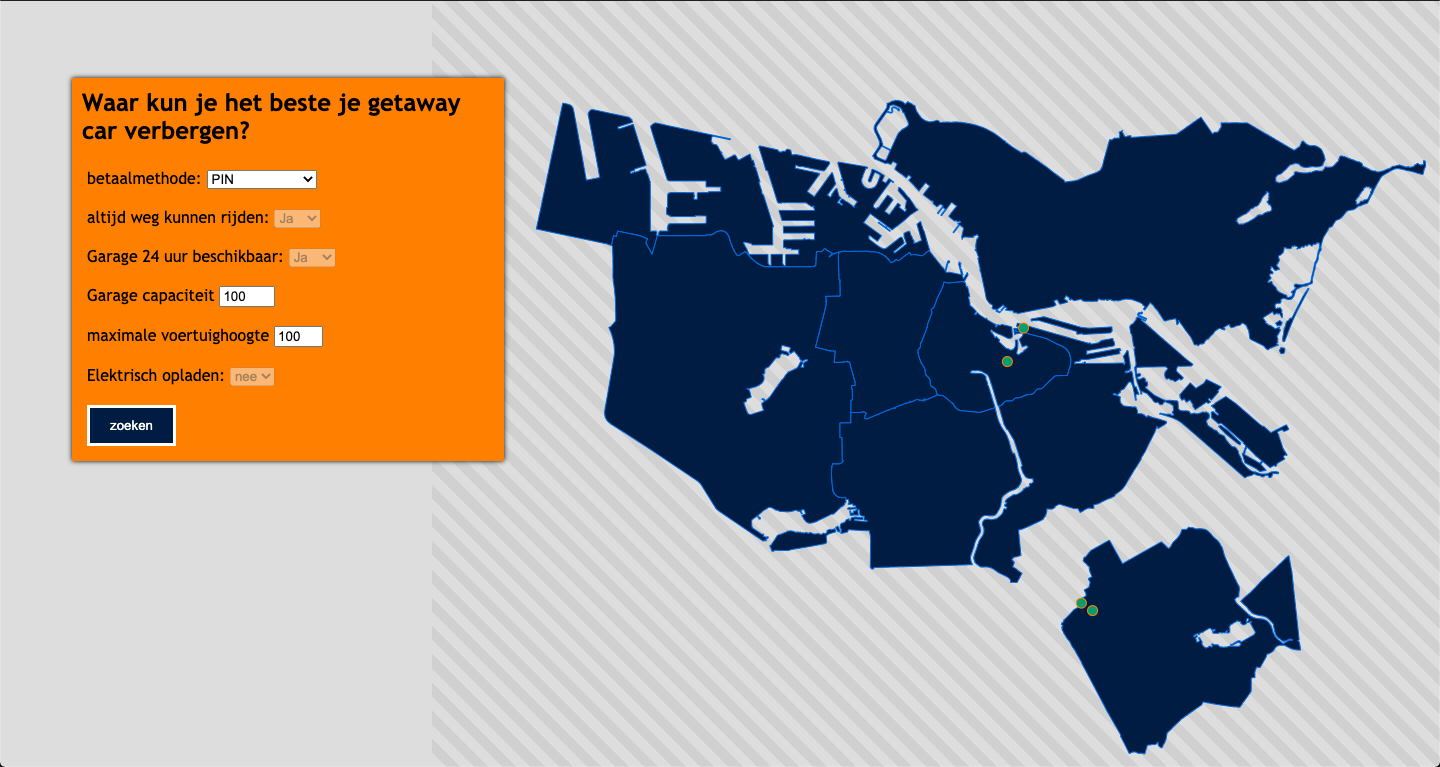 Waar kun je het beste je getaway
car verbergen?
betaalmethode: PIN
altijd weg kunnen rijden: Ja
Garage 24 uur beschikbaar: Ja
Garage capaciteit 100
maximale voertuighoogte 100
Elektrisch opladen: nee
zoeken